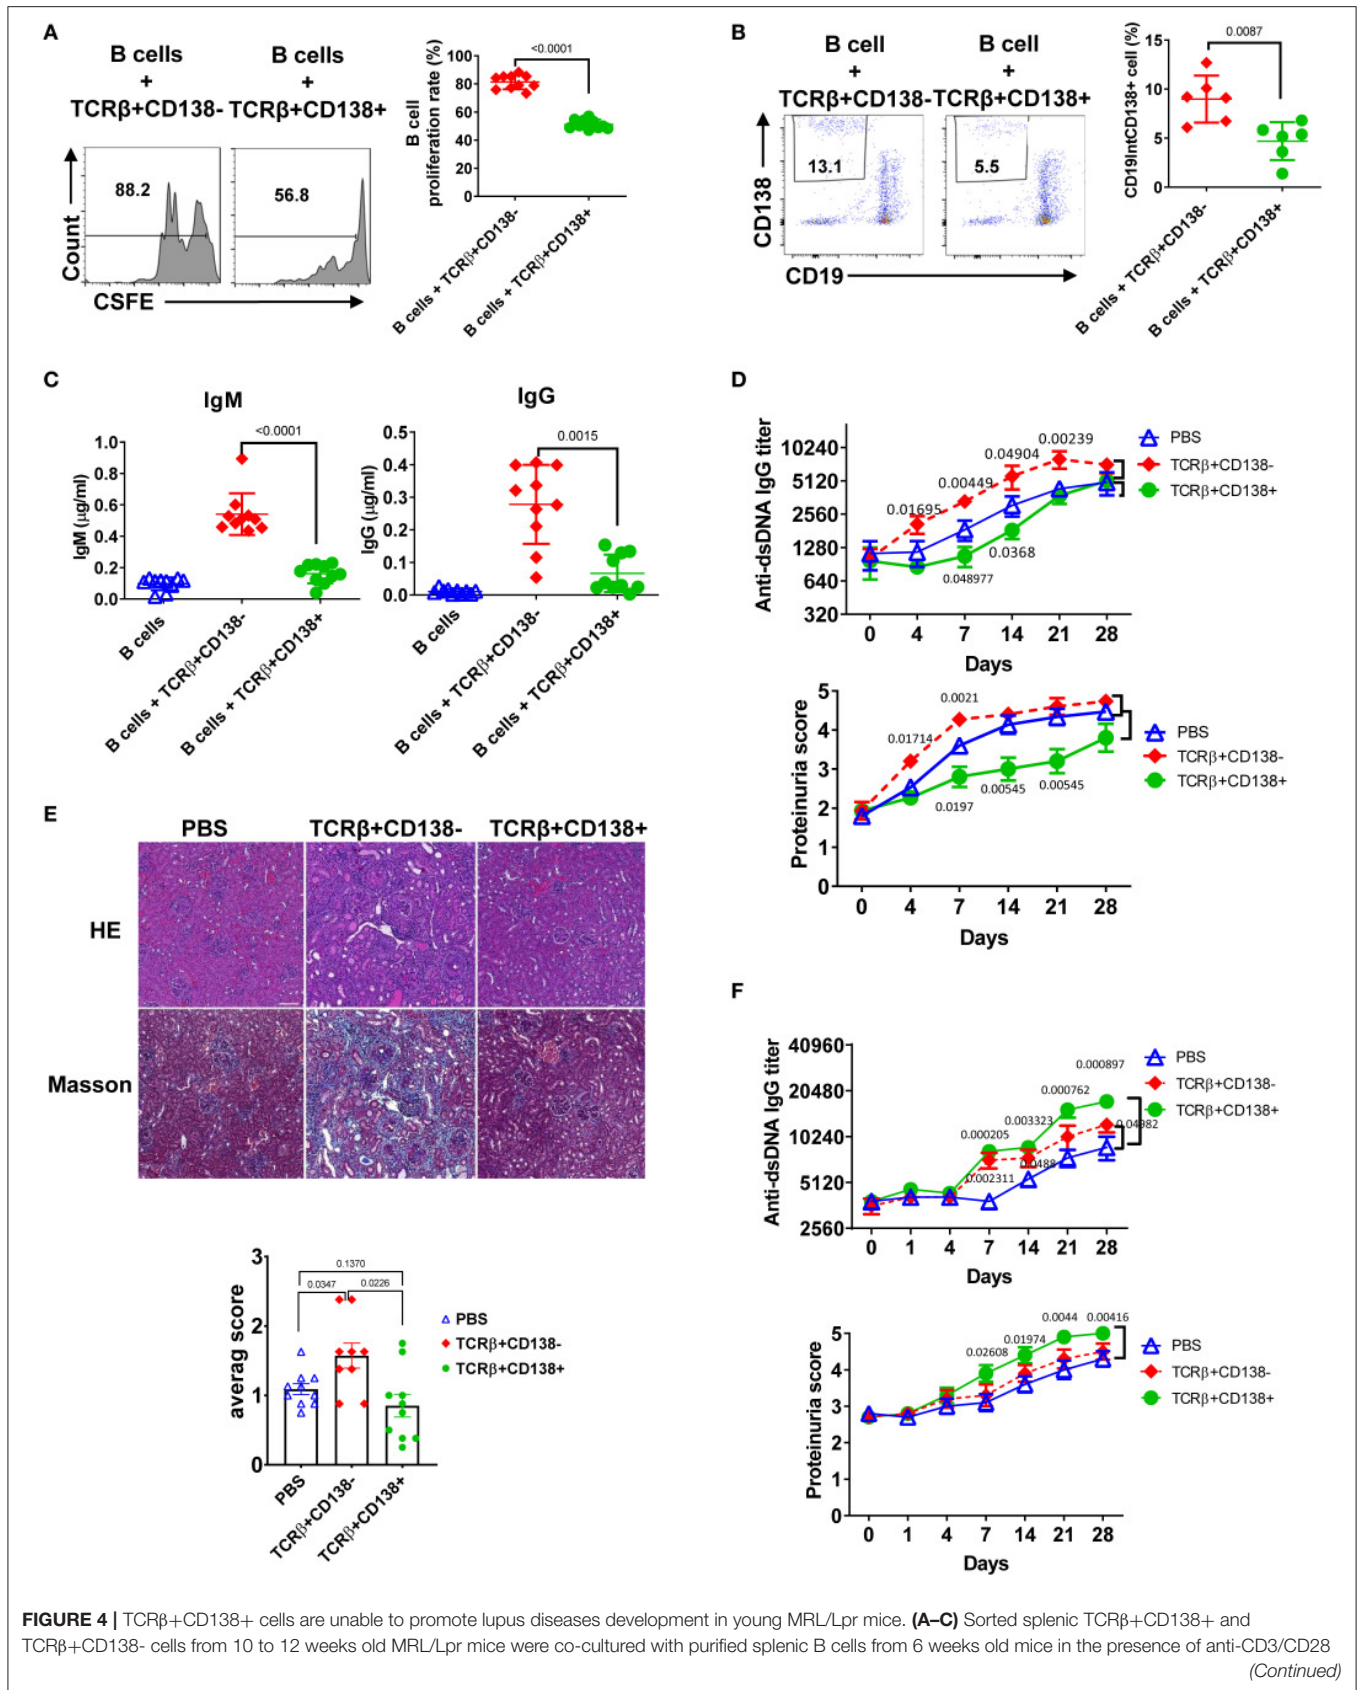 A
B cells
+
TCRβ+CD138-
B cells
+
TCRβ+CD138+
88.2
56.8
Count
CSFE
B cell
proliferation rate (%)
100
80
60
40
20
0
<0.0001
B cells + TCRβ+CD138-
B cells + TCRβ+CD138+
B
B cell
+
TCRβ+CD138-
B cell
+
TCRβ+CD138+
13.1
5.5
CD138
CD19
CD19IntCD138+ cell (%)
15
10
5
0
0.0087
B cells + TCRβ+CD138-
B cells + TCRβ+CD138+
C
IgM
IgM (μg/ml)
1.0
0.8
0.6
0.4
0.2
0.0
<0.0001
B cells
B cells + TCRβ+CD138-
B cells + TCRβ+CD138+
IgG
IgG (μg/ml)
0.5
0.4
0.3
0.2
0.1
0.0
0.0015
B cells
B cells + TCRβ+CD138-
B cells + TCRβ+CD138+
D
Anti-dsDNA IgG titer
10240
5120
2560
1280
640
320
0.01695
0.00449
0.04904
0.00239
0.048977
0.0368
0 4 7 14 21 28
Days
PBS
TCRβ+CD138-
TCRβ+CD138+
Proteinuria score
5
4
3
2
1
0
0.01714
0.0021
0.0197
0.00545
0.00545
0 4 7 14 21 28
Days
PBS
TCRβ+CD138-
TCRβ+CD138+
E
PBS
TCRβ+CD138-
TCRβ+CD138+
HE
Masson
averag score
3
2
1
0
0.1370
0.0347
0.0226
PBS
TCRβ+CD138-
TCRβ+CD138+
PBS
TCRβ+CD138-
TCRβ+CD138+
F
Anti-dsDNA IgG titer
40960
20480
10240
5120
2560
0.000205
0.003323
0.000762
0.000897
0.002311
0.0488
0.04982
0 1 4 7 14 21 28
Days
PBS
TCRβ+CD138-
TCRβ+CD138+
Proteinuria score
5
4
3
2
1
0
0.02608
0.01974
0.0044
0.00416
0 1 4 7 14 21 28
Days
PBS
TCRβ+CD138-
TCRβ+CD138+
FIGURE 4 | TCRβ+CD138+ cells are unable to promote lupus diseases development in young MRL/Lpr mice. (A–C) Sorted splenic TCRβ+CD138+ and
TCRβ+CD138- cells from 10 to 12 weeks old MRL/Lpr mice were co-cultured with purified splenic B cells from 6 weeks old mice in the presence of anti-CD3/CD28
(Continued)